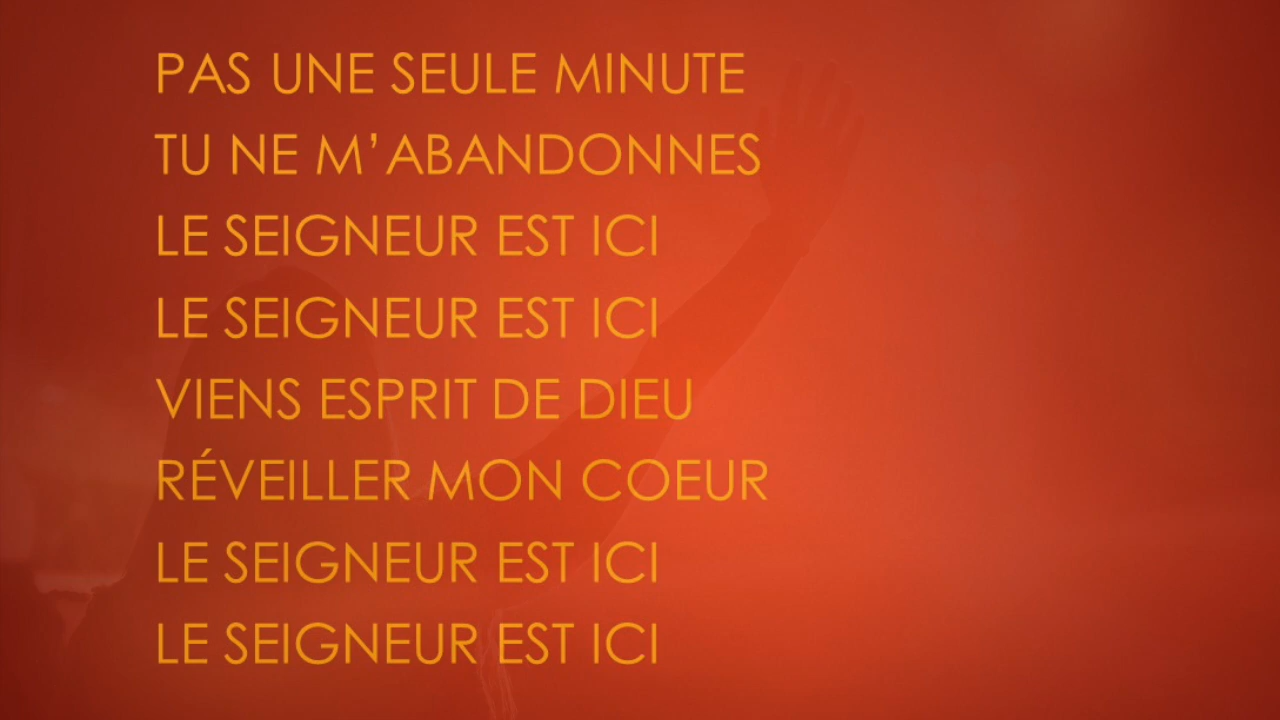 PAS UNE SEULE MINUTE
TU NE M'ABANDONNES
LE SEIGNEUR EST ICI
LE SEIGNEUR EST ICI
VIENS ESPRIT DE DIEU
RÉVEILLER MON COEUR
LE SEIGNEUR EST ICI
LE SEIGNEUR EST ICI